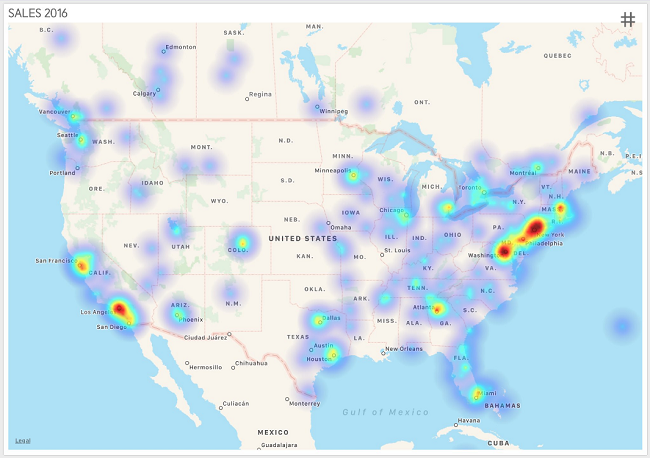 SALES 2016
#
B.C.
Edmonton
SASK.
MAN.
QUEBEC
Calgary
Regina
ONT.
Vancouver
Winnipeg
Seattle
WASH.
N.B.
P.E.I
Portland
MONT.
N.D.
MINN.
Minneapolis
WIS.
MICH.
Toronto
Montréal
MAINE
VT.
N.H.
N.S
ORE.
IDAHO
S.D.
WYO.
N.Y.
IOWA
Chicago
NEB.
Omaha
ILL.
IND.
OHIO
PA.
New York
Philadelphia
NEV.
UTAH
COLO.
UNITED STATES
KAN.
MO.
St. Louis
KY.
VA.
Washington
DEL.
San Francisco
CALIF.
OKLA.
ARK.
TENN.
N.C.
S.C.
Los Angeles
San Diego
ARIZ.
Phoenix
N.M.
Dallas
MISS.
ALA.
Atlanta
GA.
Ciudad Juárez
TEXAS
Austin
Houston
LA.
New Orleans
FLA.
Hermosillo
Chihuahua
Culiacán
Monterrey
Gulf of Mexico
Miami
BAHAMAS
Havana
MEXICO
CUBA
Guadalajara
Legal